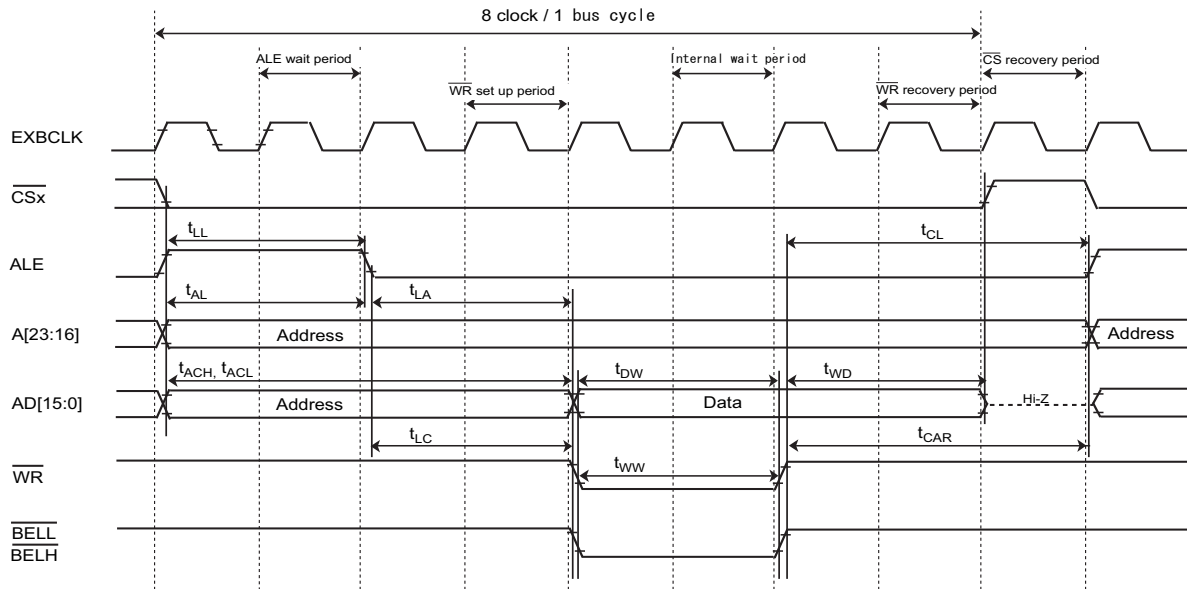 8 clock / 1 bus cycle
ALE wait period
Internal wait period
CS recovery period
WR set up period
WR recovery period
EXBCLK
CSx
tLL
tCL
ALE
tAL
tLA
A[23:16]
Address
Address
tACH, tACL
tDW
tWD
AD[15:0]
Address
Data
Hi-Z
tLC
tCAR
WR
tWW
BELL
BELH